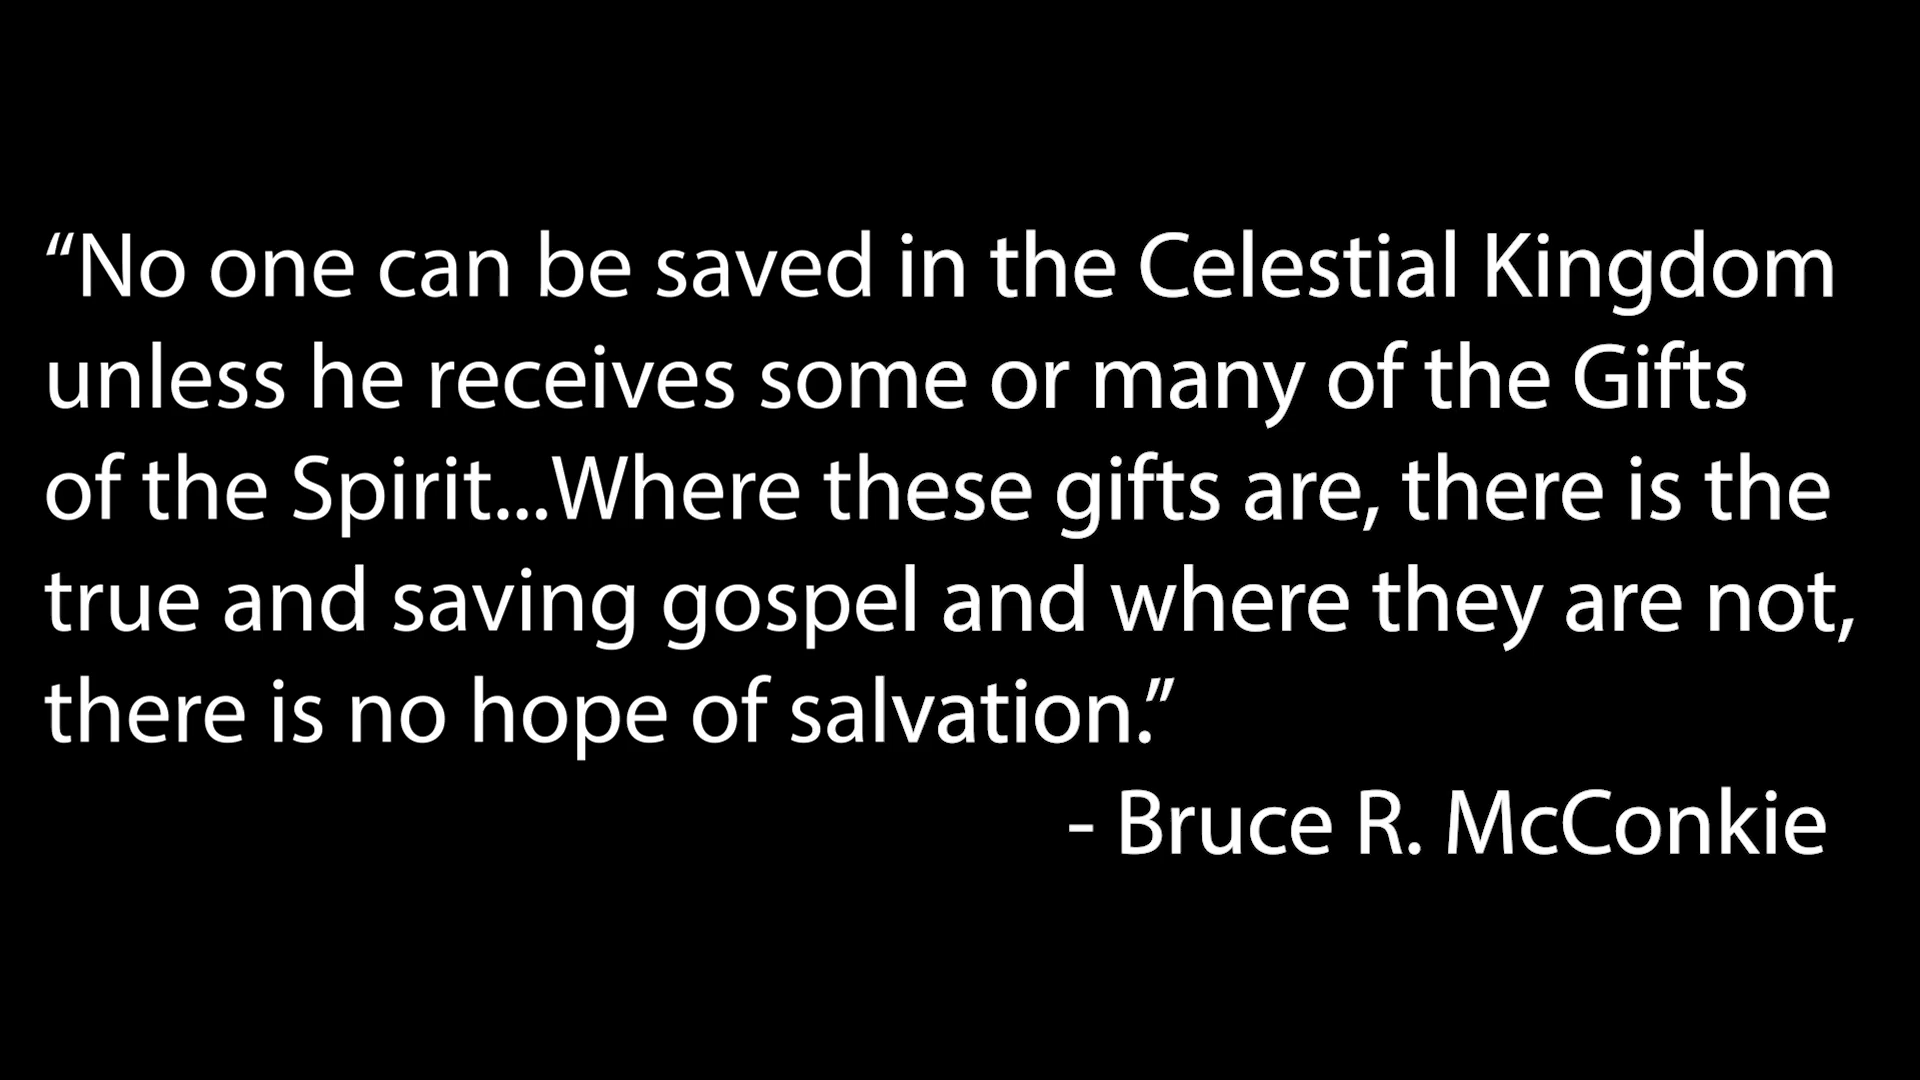 “No one can be saved in the Celestial Kingdom
unless he receives some or many of the Gifts
of the Spirit...Where these gifts are, there is the
true and saving gospel and where they are not,
there is no hope of salvation.”
- Bruce R. McConkie